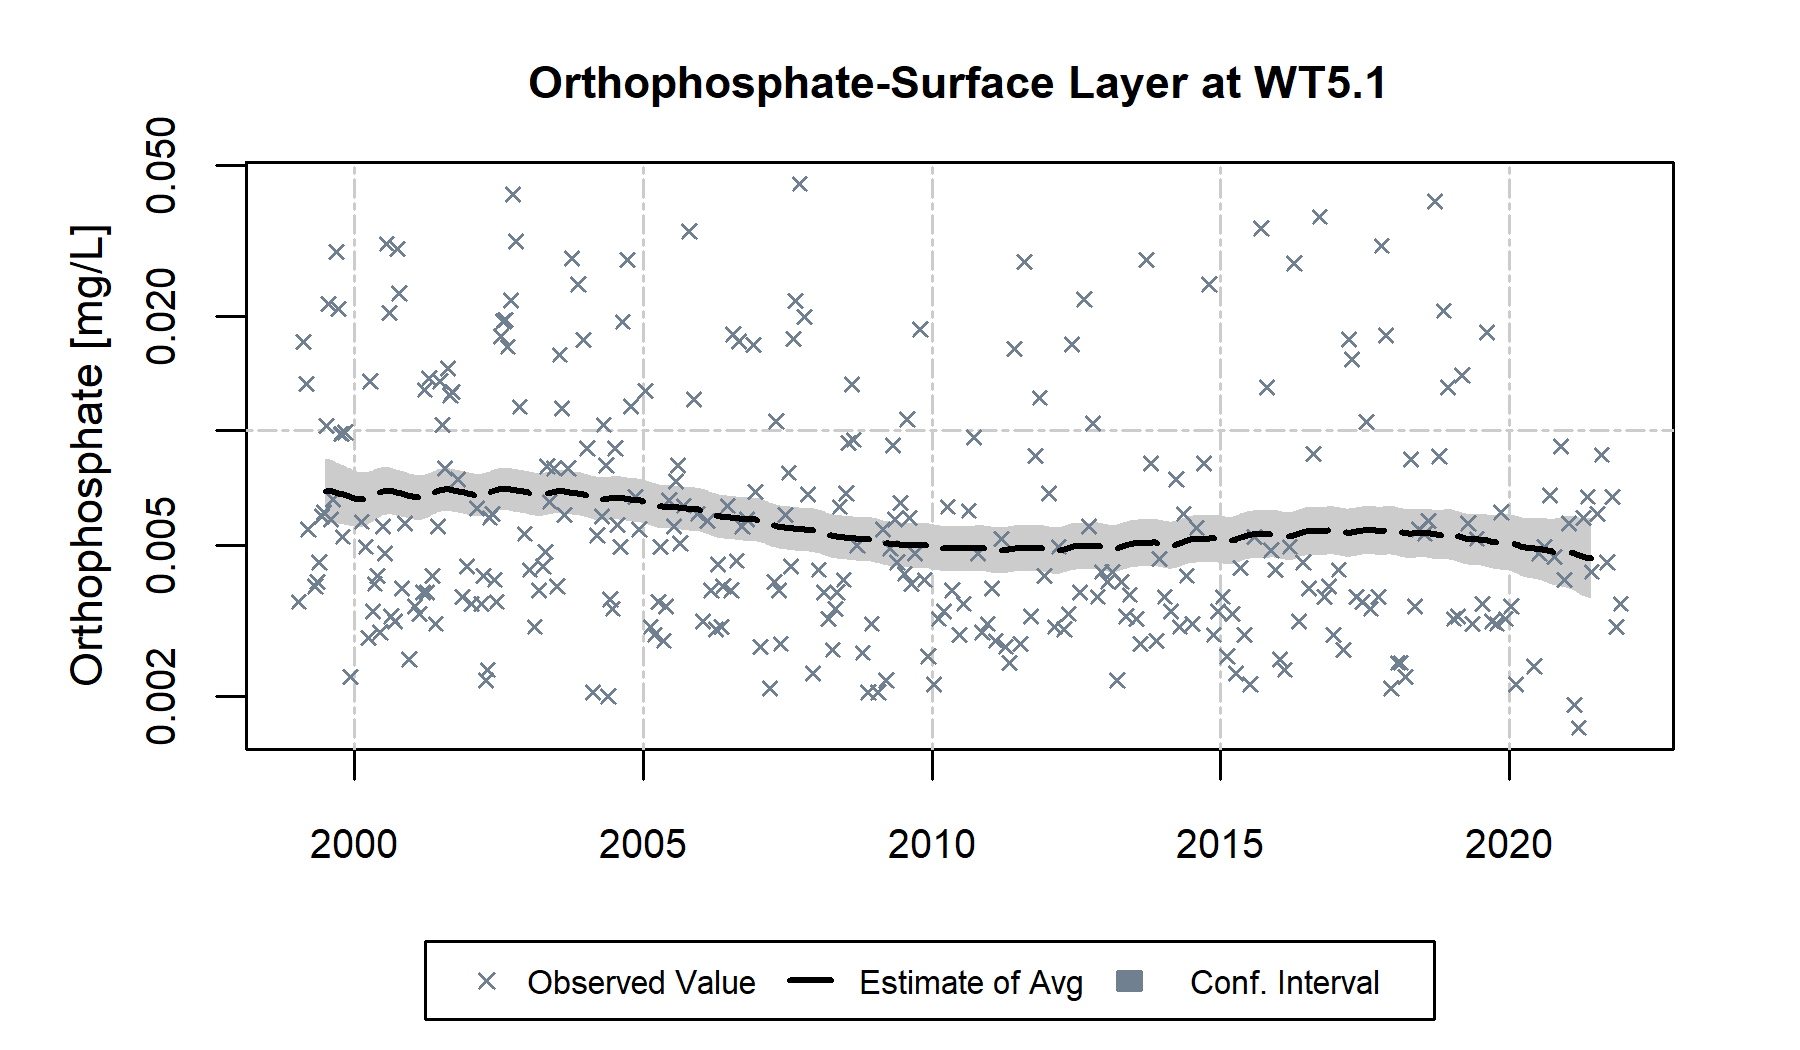 Orthophosphate-Surface Layer at WT5.1
Orthophosphate [mg/L]
0.050
0.020
0.005
0.002
2000 2005 2010 2015 2020
Observed Value Estimate of Avg Conf. Interval